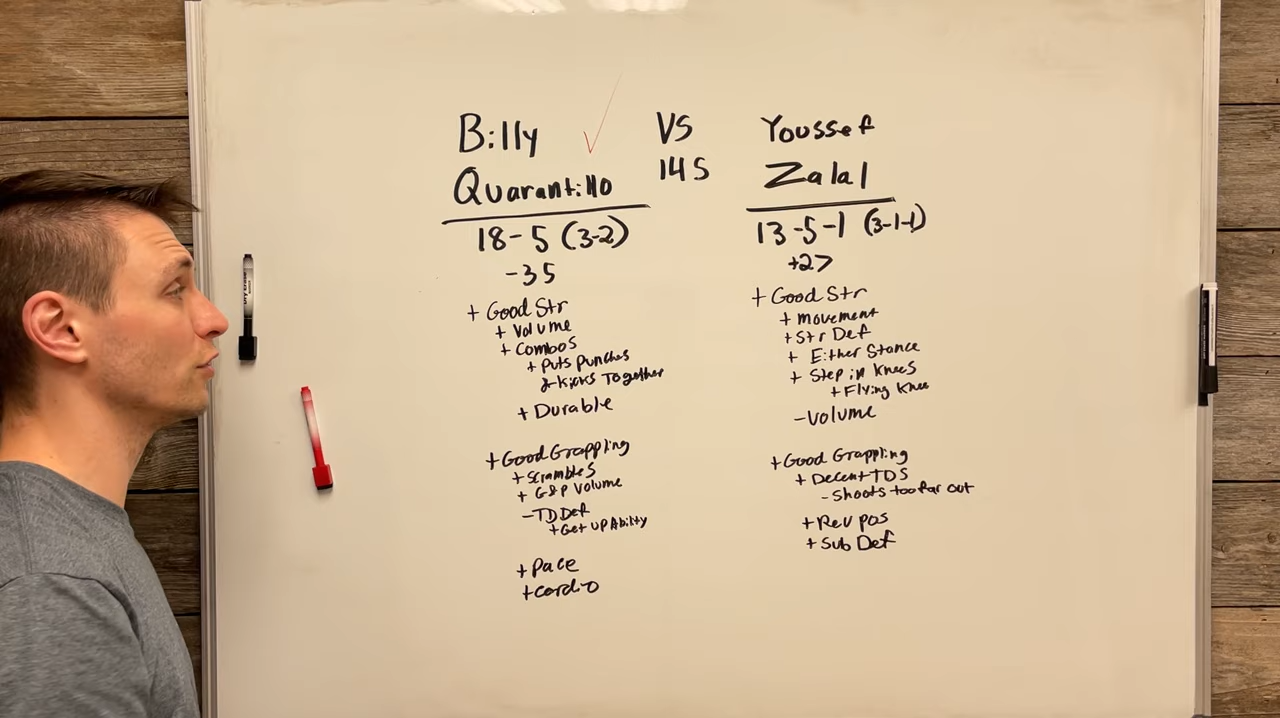 Billy
Quarantillo
18-5 (3-2)
-35
+ Good Str
+ Volume
+ Combos
+ Puts Punches
& Kicks Together
+ Durable
+ Good Grappling
+ Scrambles
+ G&P Volume
- TD Def
+ Get Up Ability
+ Pace
+ Cardio
VS
145
Youssef
Zalal
13-5-1 (3-1-1)
+27
+ Good Str
+ Movement
+ Str Def
+ Either Stance
+ Step in Knees
+ Flying Knee
- Volume
+ Good Grappling
+ Decent TDS
- Shoots too far out
+ Rev Pos
+ Sub Def